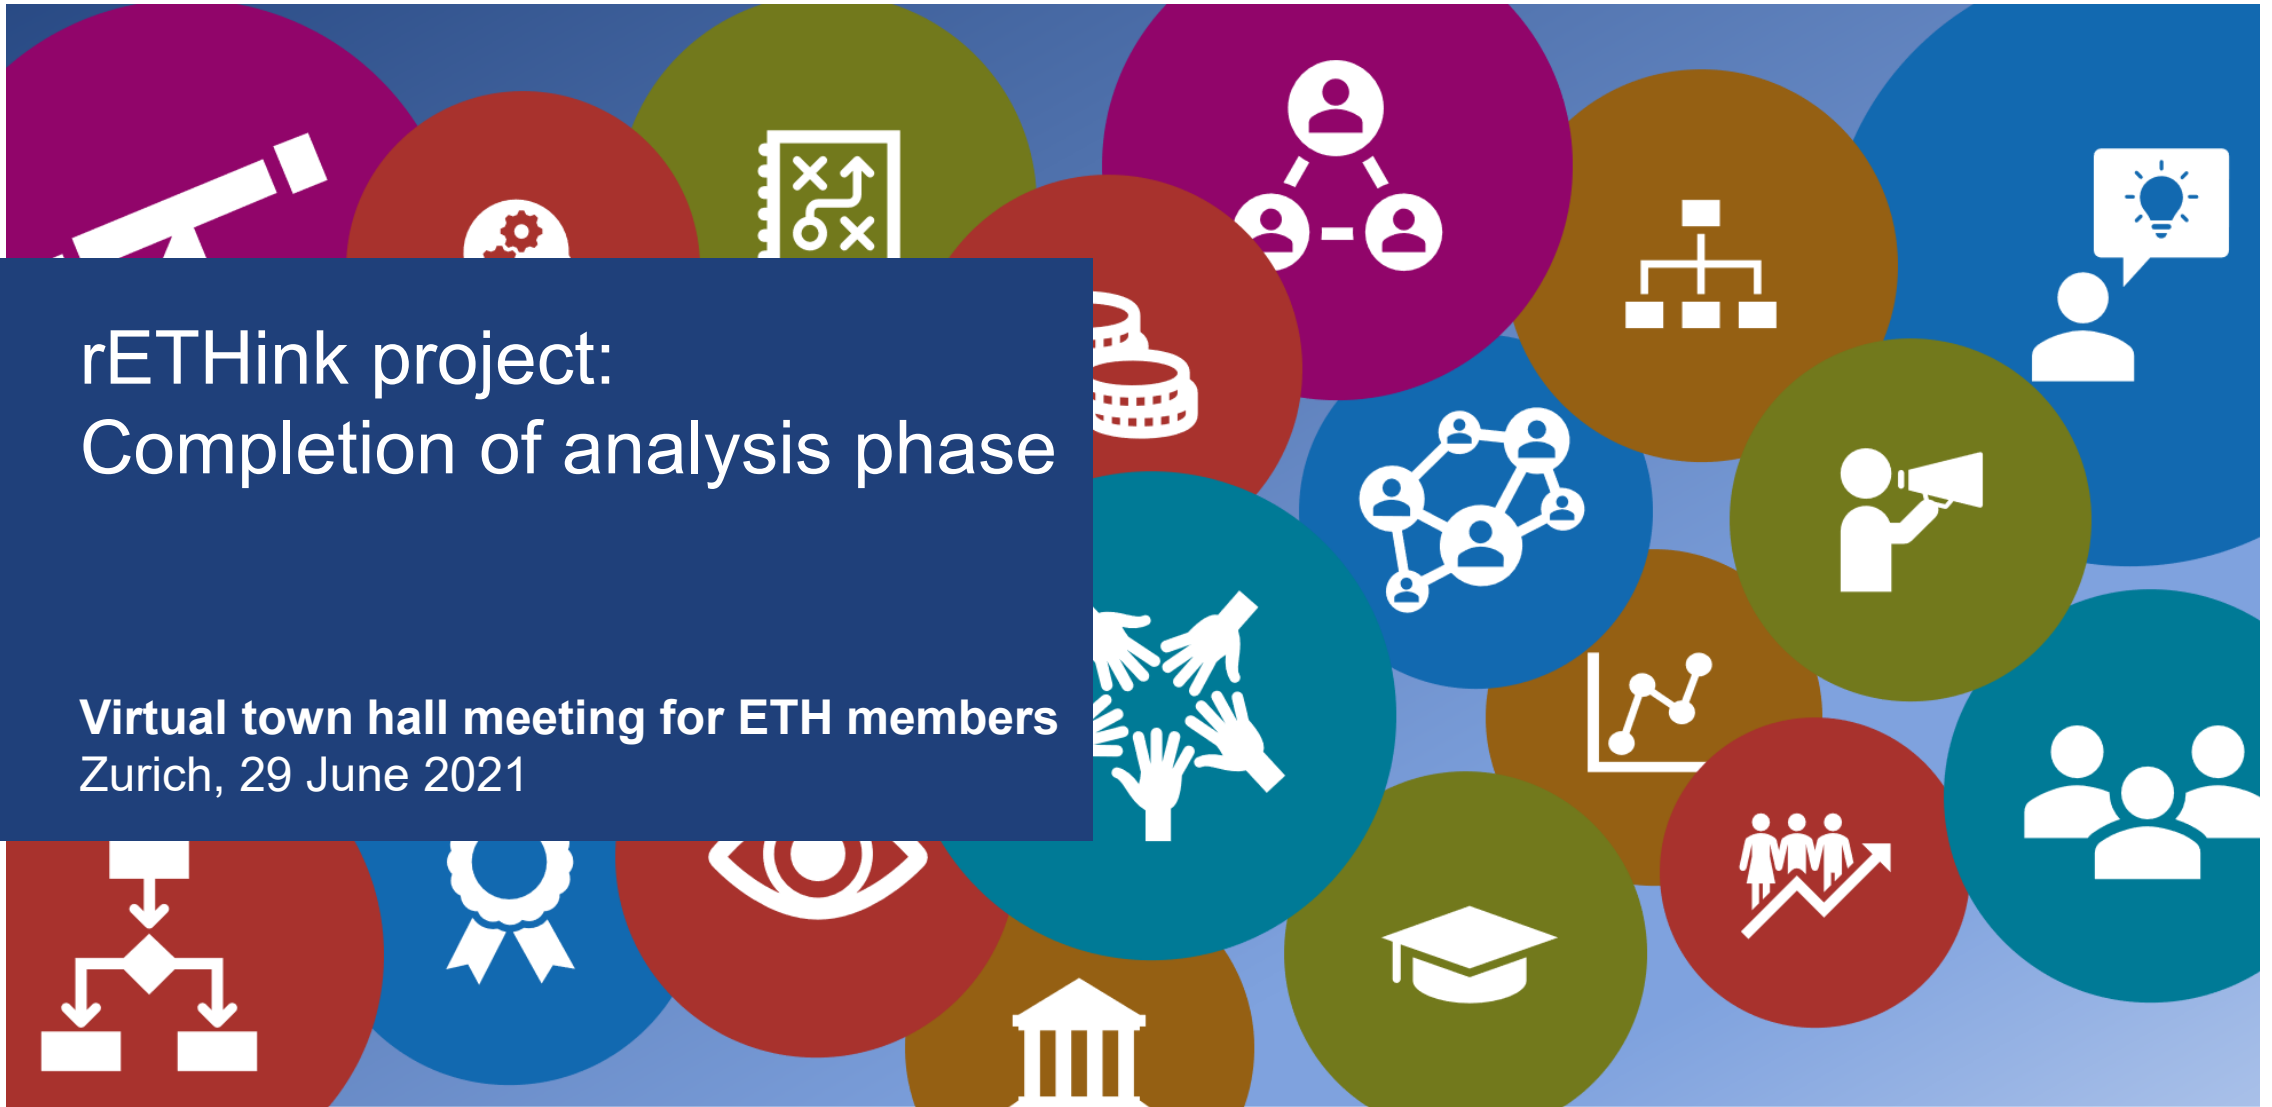 rETHink project:
Completion of analysis phase
Virtual town hall meeting for ETH members
Zurich, 29 June 2021